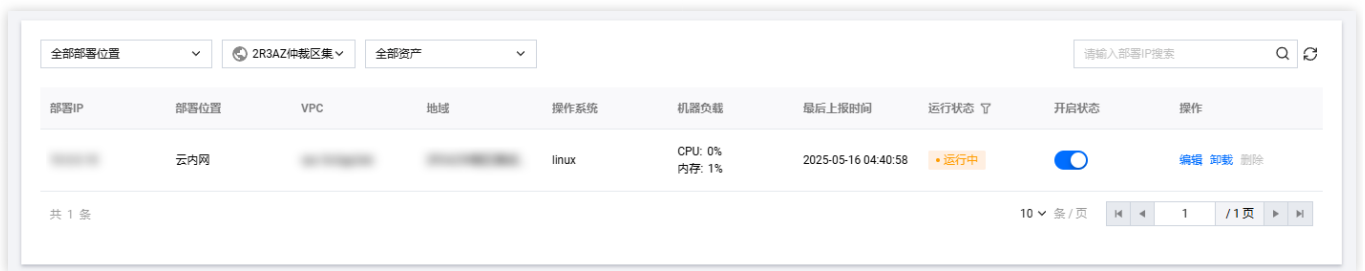 全部部署位置 2R3AZ仲裁区集 全部资产 请输入部署IP搜索
部署IP 部署位置 VPC 地域 操作系统 机器负载 最后上报时间 运行状态 开启状态 操作
云内网 linux CPU: 0% 2025-05-16 04:40:58 运行中 编辑 卸载 删除
内存: 1%
共 1 条 10 条 / 页 1 / 1 页